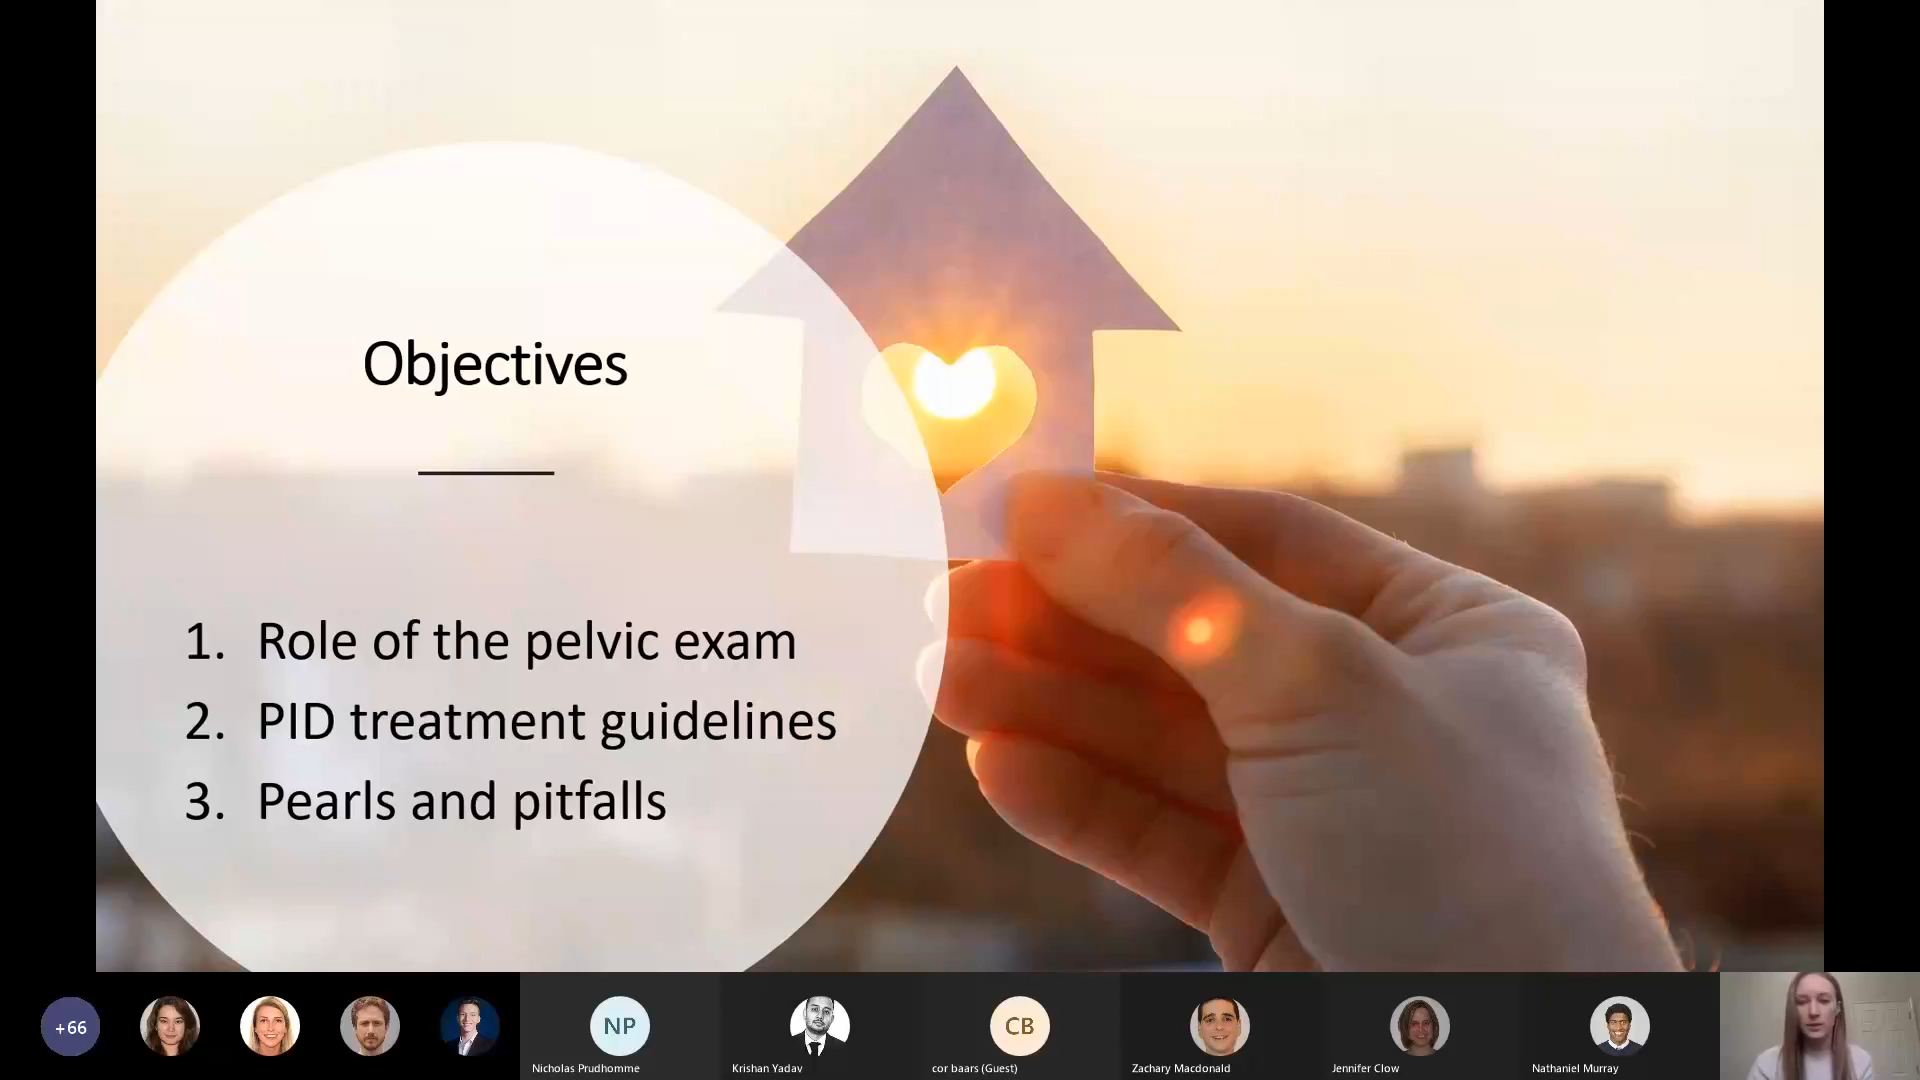 Objectives
1. Role of the pelvic exam
2. PID treatment guidelines
3. Pearls and pitfalls
+66
NP
CB
Nicholas Prudhomme
Krishan Yadav
cor baars (Guest)
Zachary Macdonald
Jennifer Clow
Nathaniel Murray